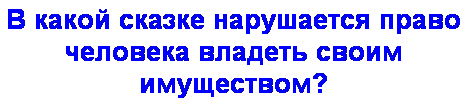 В какой сказке нарушается право
человека владеть своим
имуществом?